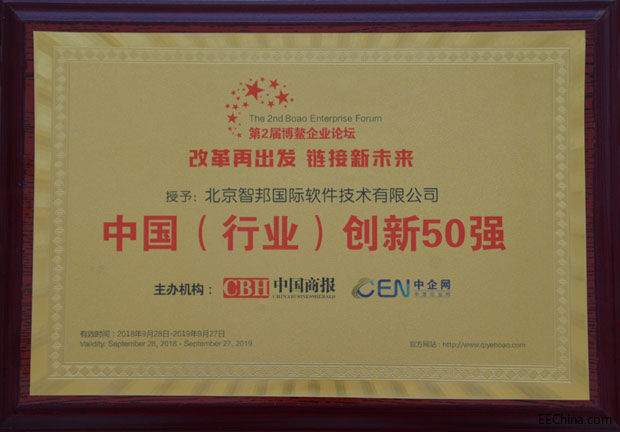 The 2nd Boao Enterprise Forum
第2届博鳌企业论坛
改革再出发 链接新未来
授予：北京智邦国际软件技术有限公司
中国（行业）创新50强
主办机构：
CBH 中国商报
CHINA BUSINESS HERALD
CEN 中企网
有效时间：2018年9月28日-2019年9月27日
Validity: September 28, 2018 - September 27, 2019
官方网站：http://www.qiyeboao.com
EEChina.com